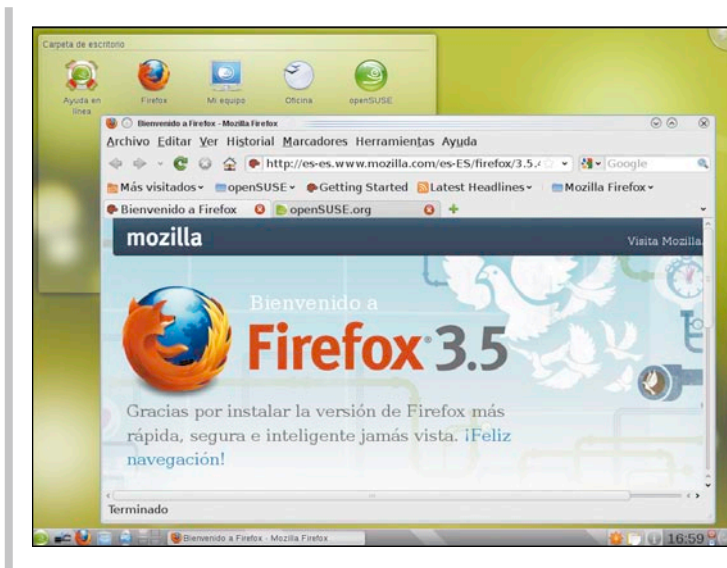 Carpeta de escritorio
Ayuda en línea
Firefox
Mi equipo
Oficina
openSUSE
Bienvenido a Firefox - Mozilla Firefox
Archivo Editar Ver Historial Marcadores Herramientas Ayuda
http://es-es.www.mozilla.com/es-ES/firefox/3.5.
Google
Más visitados openSUSE Getting Started Latest Headlines Mozilla Firefox
Bienvenido a Firefox openSUSE.org
mozilla
Visita Mozilla.
Bienvenido a
Firefox 3.5
Gracias por instalar la versión de Firefox más
rápida, segura e inteligente jamás vista. ¡Feliz
navegación!
Terminado
Bienvenido a Firefox - Mozilla Firefox
16:59